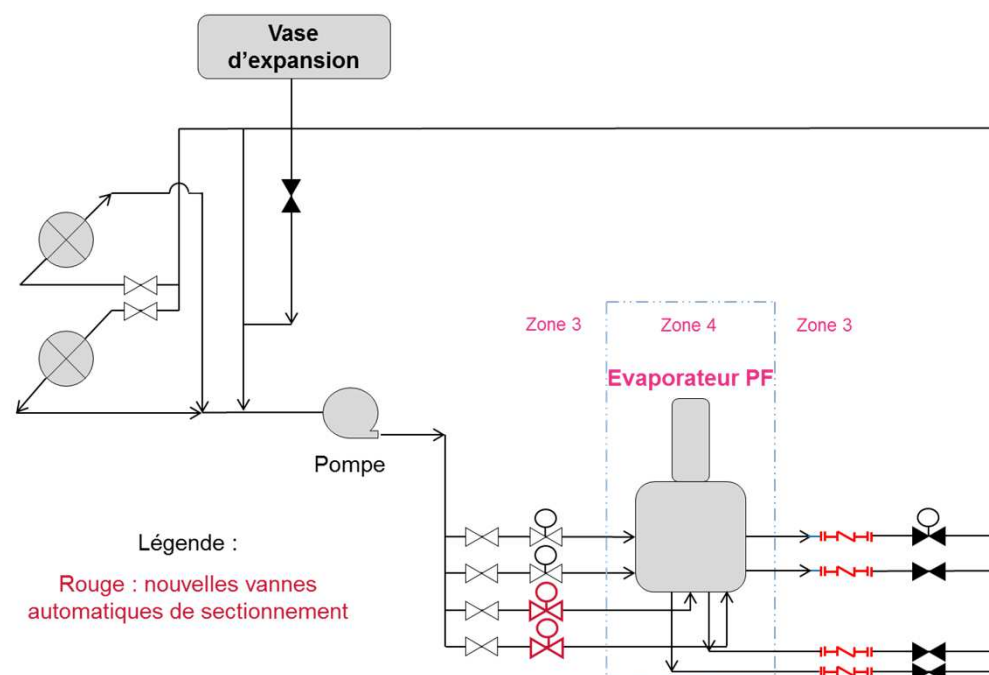 Vase
d’expansion
Zone 3
Zone 4
Zone 3
Evaporateur PF
Pompe
Légende :
Rouge : nouvelles vannes
automatiques de sectionnement